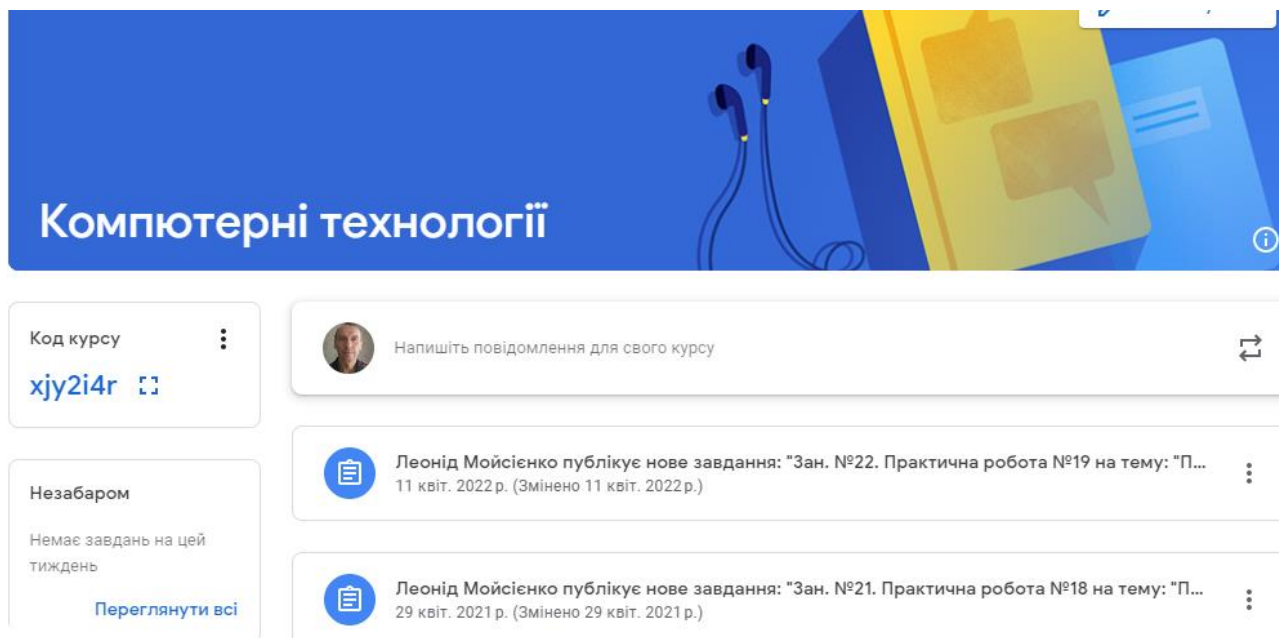 Компютерні технології
Код курсу
xjy2i4r
Напишіть повідомлення для свого курсу
Незабаром
Немає завдань на цей
тиждень
Переглянути всі
Леонід Мойсієнко публікує нове завдання: "Зан. №22. Практична робота №19 на тему: "П...
11 квіт. 2022 р. (Змінено 11 квіт. 2022 р.)
Леонід Мойсієнко публікує нове завдання: "Зан. №21. Практична робота №18 на тему: "П...
29 квіт. 2021 р. (Змінено 29 квіт. 2021 р.)